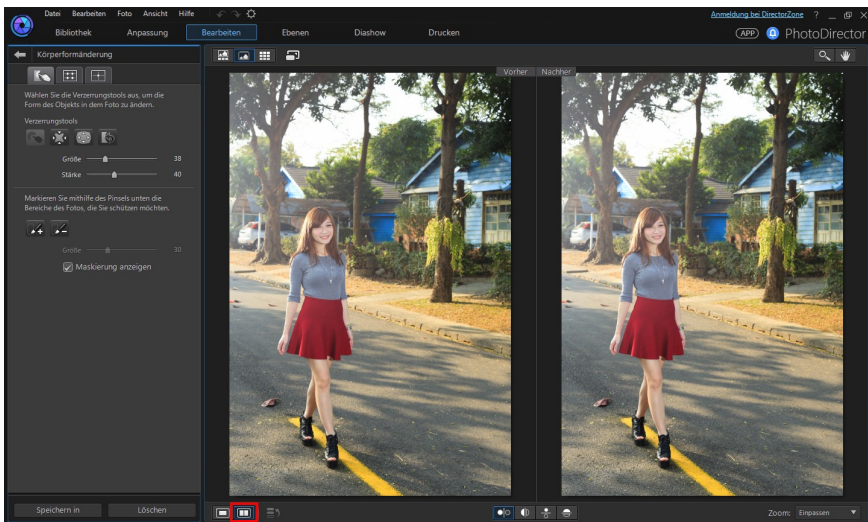 Datei Bearbeiten Foto Ansicht Hilfe
Anmeldung bei DirectorZone ?
Bibliothek Anpassung Bearbeiten Ebenen Diashow Drucken
APP PhotoDirector
Körperformänderung
Vorher Nachher
Wählen Sie die Verzerrungstools aus, um die
Form des Objekts in dem Foto zu ändern.
Verzerrungstools
Größe 38
Stärke 40
Markieren Sie mithilfe des Pinsels unten die
Bereiche des Fotos, die Sie schützen möchten.
Größe 30
Maskierung anzeigen
Speichern in Löschen
Zoom: Einpassen